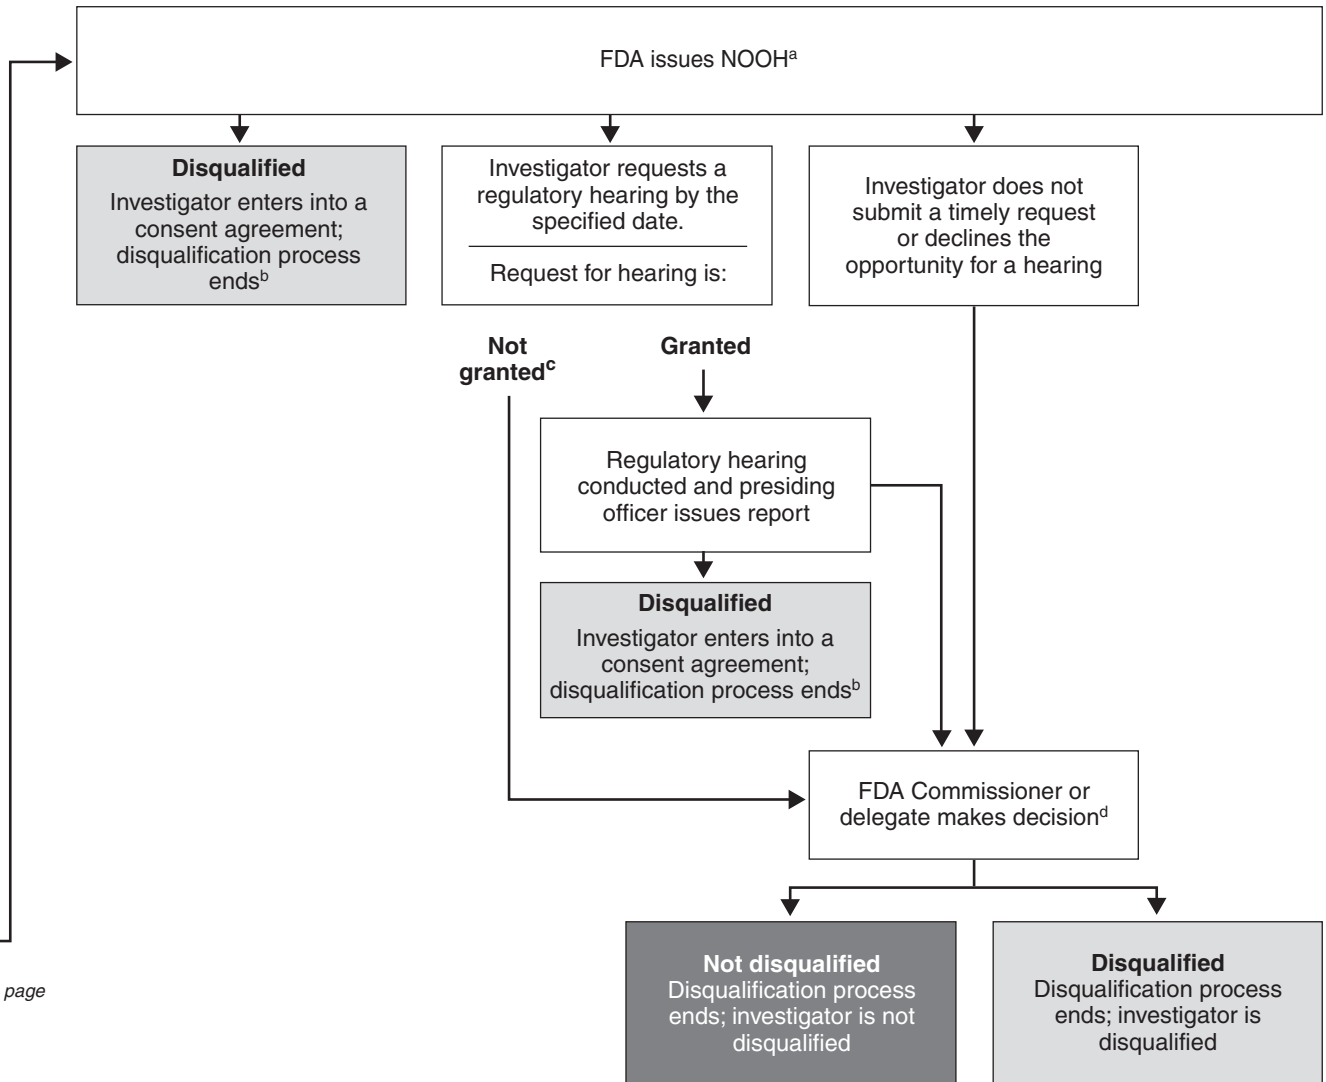 FDA issues NOOHa
Disqualified
Investigator enters into a
consent agreement;
disqualification process
endsb
Investigator requests a
regulatory hearing by the
specified date.
Request for hearing is:
Investigator does not
submit a timely request
or declines the
opportunity for a hearing
Not
grantedc
Granted
Regulatory hearing
conducted and presiding
officer issues report
Disqualified
Investigator enters into a
consent agreement;
disqualification process endsb
FDA Commissioner or
delegate makes decisiond
Not disqualified
Disqualification process
ends; investigator is not
disqualified
Disqualified
Disqualification process
ends; investigator is
disqualified
page